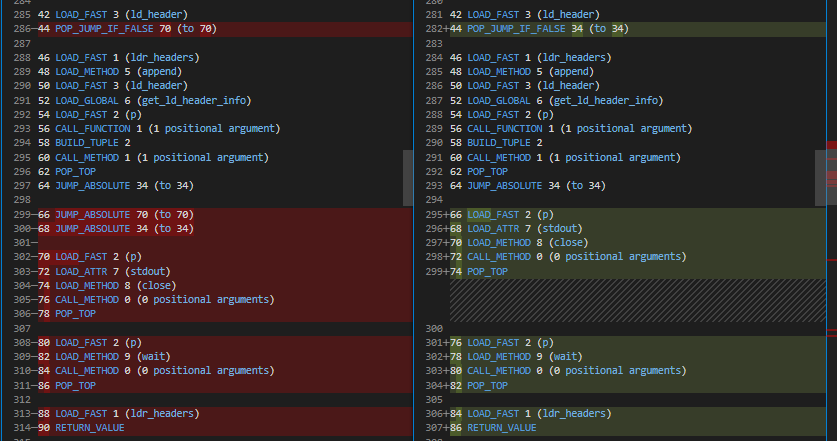 284
285 42 LOAD_FAST 3 (ld_header)
286— 44 POP_JUMP_IF_FALSE 70 (to 70)
287
288 46 LOAD_FAST 1 (ldr_headers)
289 48 LOAD_METHOD 5 (append)
290 50 LOAD_FAST 3 (ld_header)
291 52 LOAD_GLOBAL 6 (get_ld_header_info)
292 54 LOAD_FAST 2 (p)
293 56 CALL_FUNCTION 1 (1 positional argument)
294 58 BUILD_TUPLE 2
295 60 CALL_METHOD 1 (1 positional argument)
296 62 POP_TOP
297 64 JUMP_ABSOLUTE 34 (to 34)
298
299— 66 JUMP_ABSOLUTE 70 (to 70)
300— 68 JUMP_ABSOLUTE 34 (to 34)
301—
302— 70 LOAD_FAST 2 (p)
303— 72 LOAD_ATTR 7 (stdout)
304— 74 LOAD_METHOD 8 (close)
305— 76 CALL_METHOD 0 (0 positional arguments)
306— 78 POP_TOP
307
308— 80 LOAD_FAST 2 (p)
309— 82 LOAD_METHOD 9 (wait)
310— 84 CALL_METHOD 0 (0 positional arguments)
311— 86 POP_TOP
312
313— 88 LOAD_FAST 1 (ldr_headers)
314— 90 RETURN_VALUE
280
281 42 LOAD_FAST 3 (ld_header)
282+ 44 POP_JUMP_IF_FALSE 34 (to 34)
283
284 46 LOAD_FAST 1 (ldr_headers)
285 48 LOAD_METHOD 5 (append)
286 50 LOAD_FAST 3 (ld_header)
287 52 LOAD_GLOBAL 6 (get_ld_header_info)
288 54 LOAD_FAST 2 (p)
289 56 CALL_FUNCTION 1 (1 positional argument)
290 58 BUILD_TUPLE 2
291 60 CALL_METHOD 1 (1 positional argument)
292 62 POP_TOP
293 64 JUMP_ABSOLUTE 34 (to 34)
294
295+ 66 LOAD_FAST 2 (p)
296+ 68 LOAD_ATTR 7 (stdout)
297+ 70 LOAD_METHOD 8 (close)
298+ 72 CALL_METHOD 0 (0 positional arguments)
299+ 74 POP_TOP
300
301+ 76 LOAD_FAST 2 (p)
302+ 78 LOAD_METHOD 9 (wait)
303+ 80 CALL_METHOD 0 (0 positional arguments)
304+ 82 POP_TOP
305
306+ 84 LOAD_FAST 1 (ldr_headers)
307+ 86 RETURN_VALUE